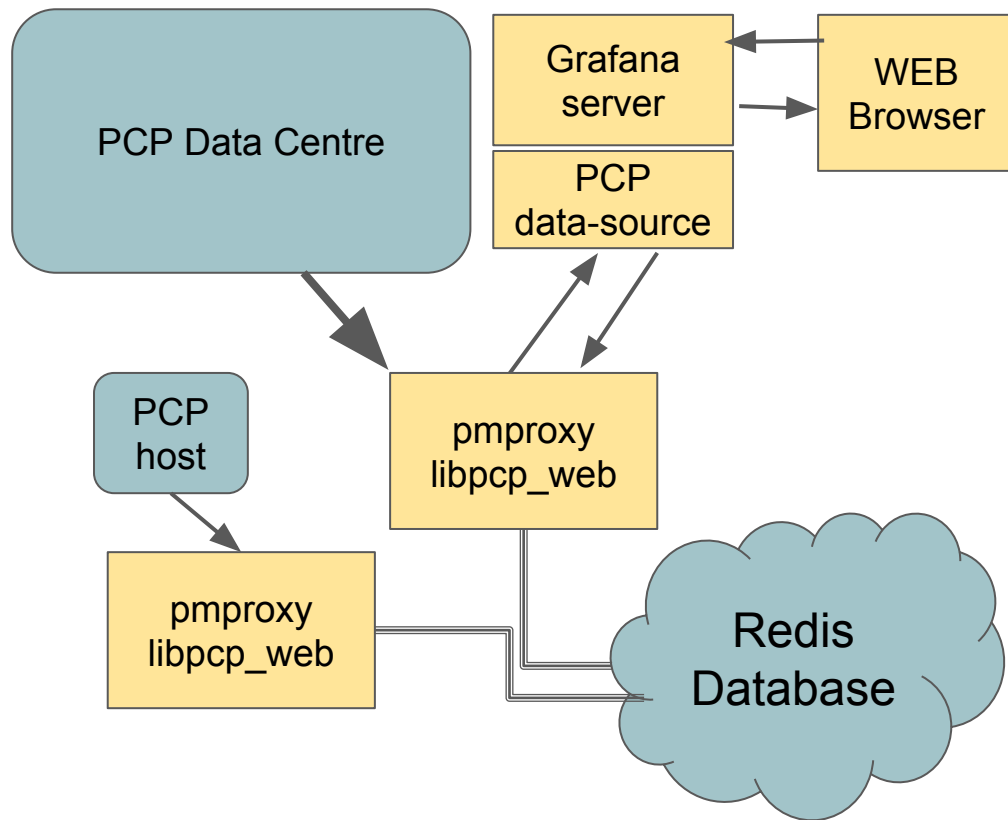 PCP Data Centre
Grafana
server
WEB
Browser
PCP
data-source
PCP
host
pmproxy
libpcp_web
pmproxy
libpcp_web
Redis
Database